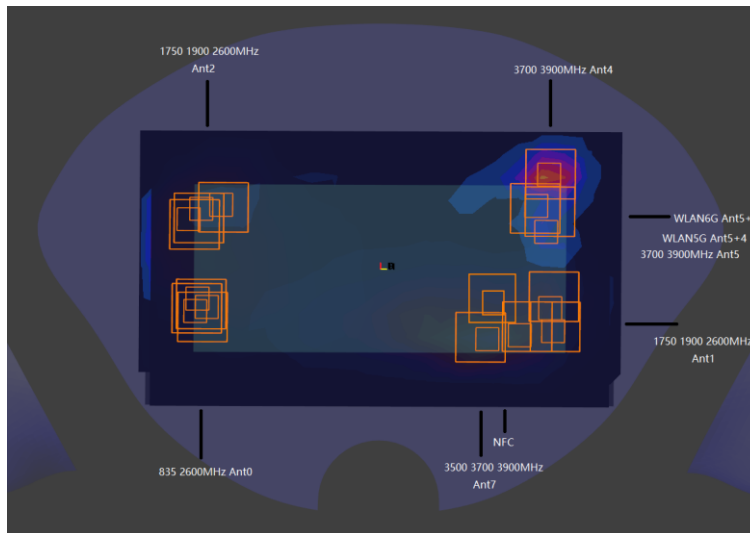 1750 1900 2600MHz
Ant2
3700 3900MHz Ant4
WLAN6G Ant5+
WLAN5G Ant5+4
3700 3900MHz Ant5
1750 1900 2600MHz
Ant1
NFC
835 2600MHz Ant0
3500 3700 3900MHz
Ant7